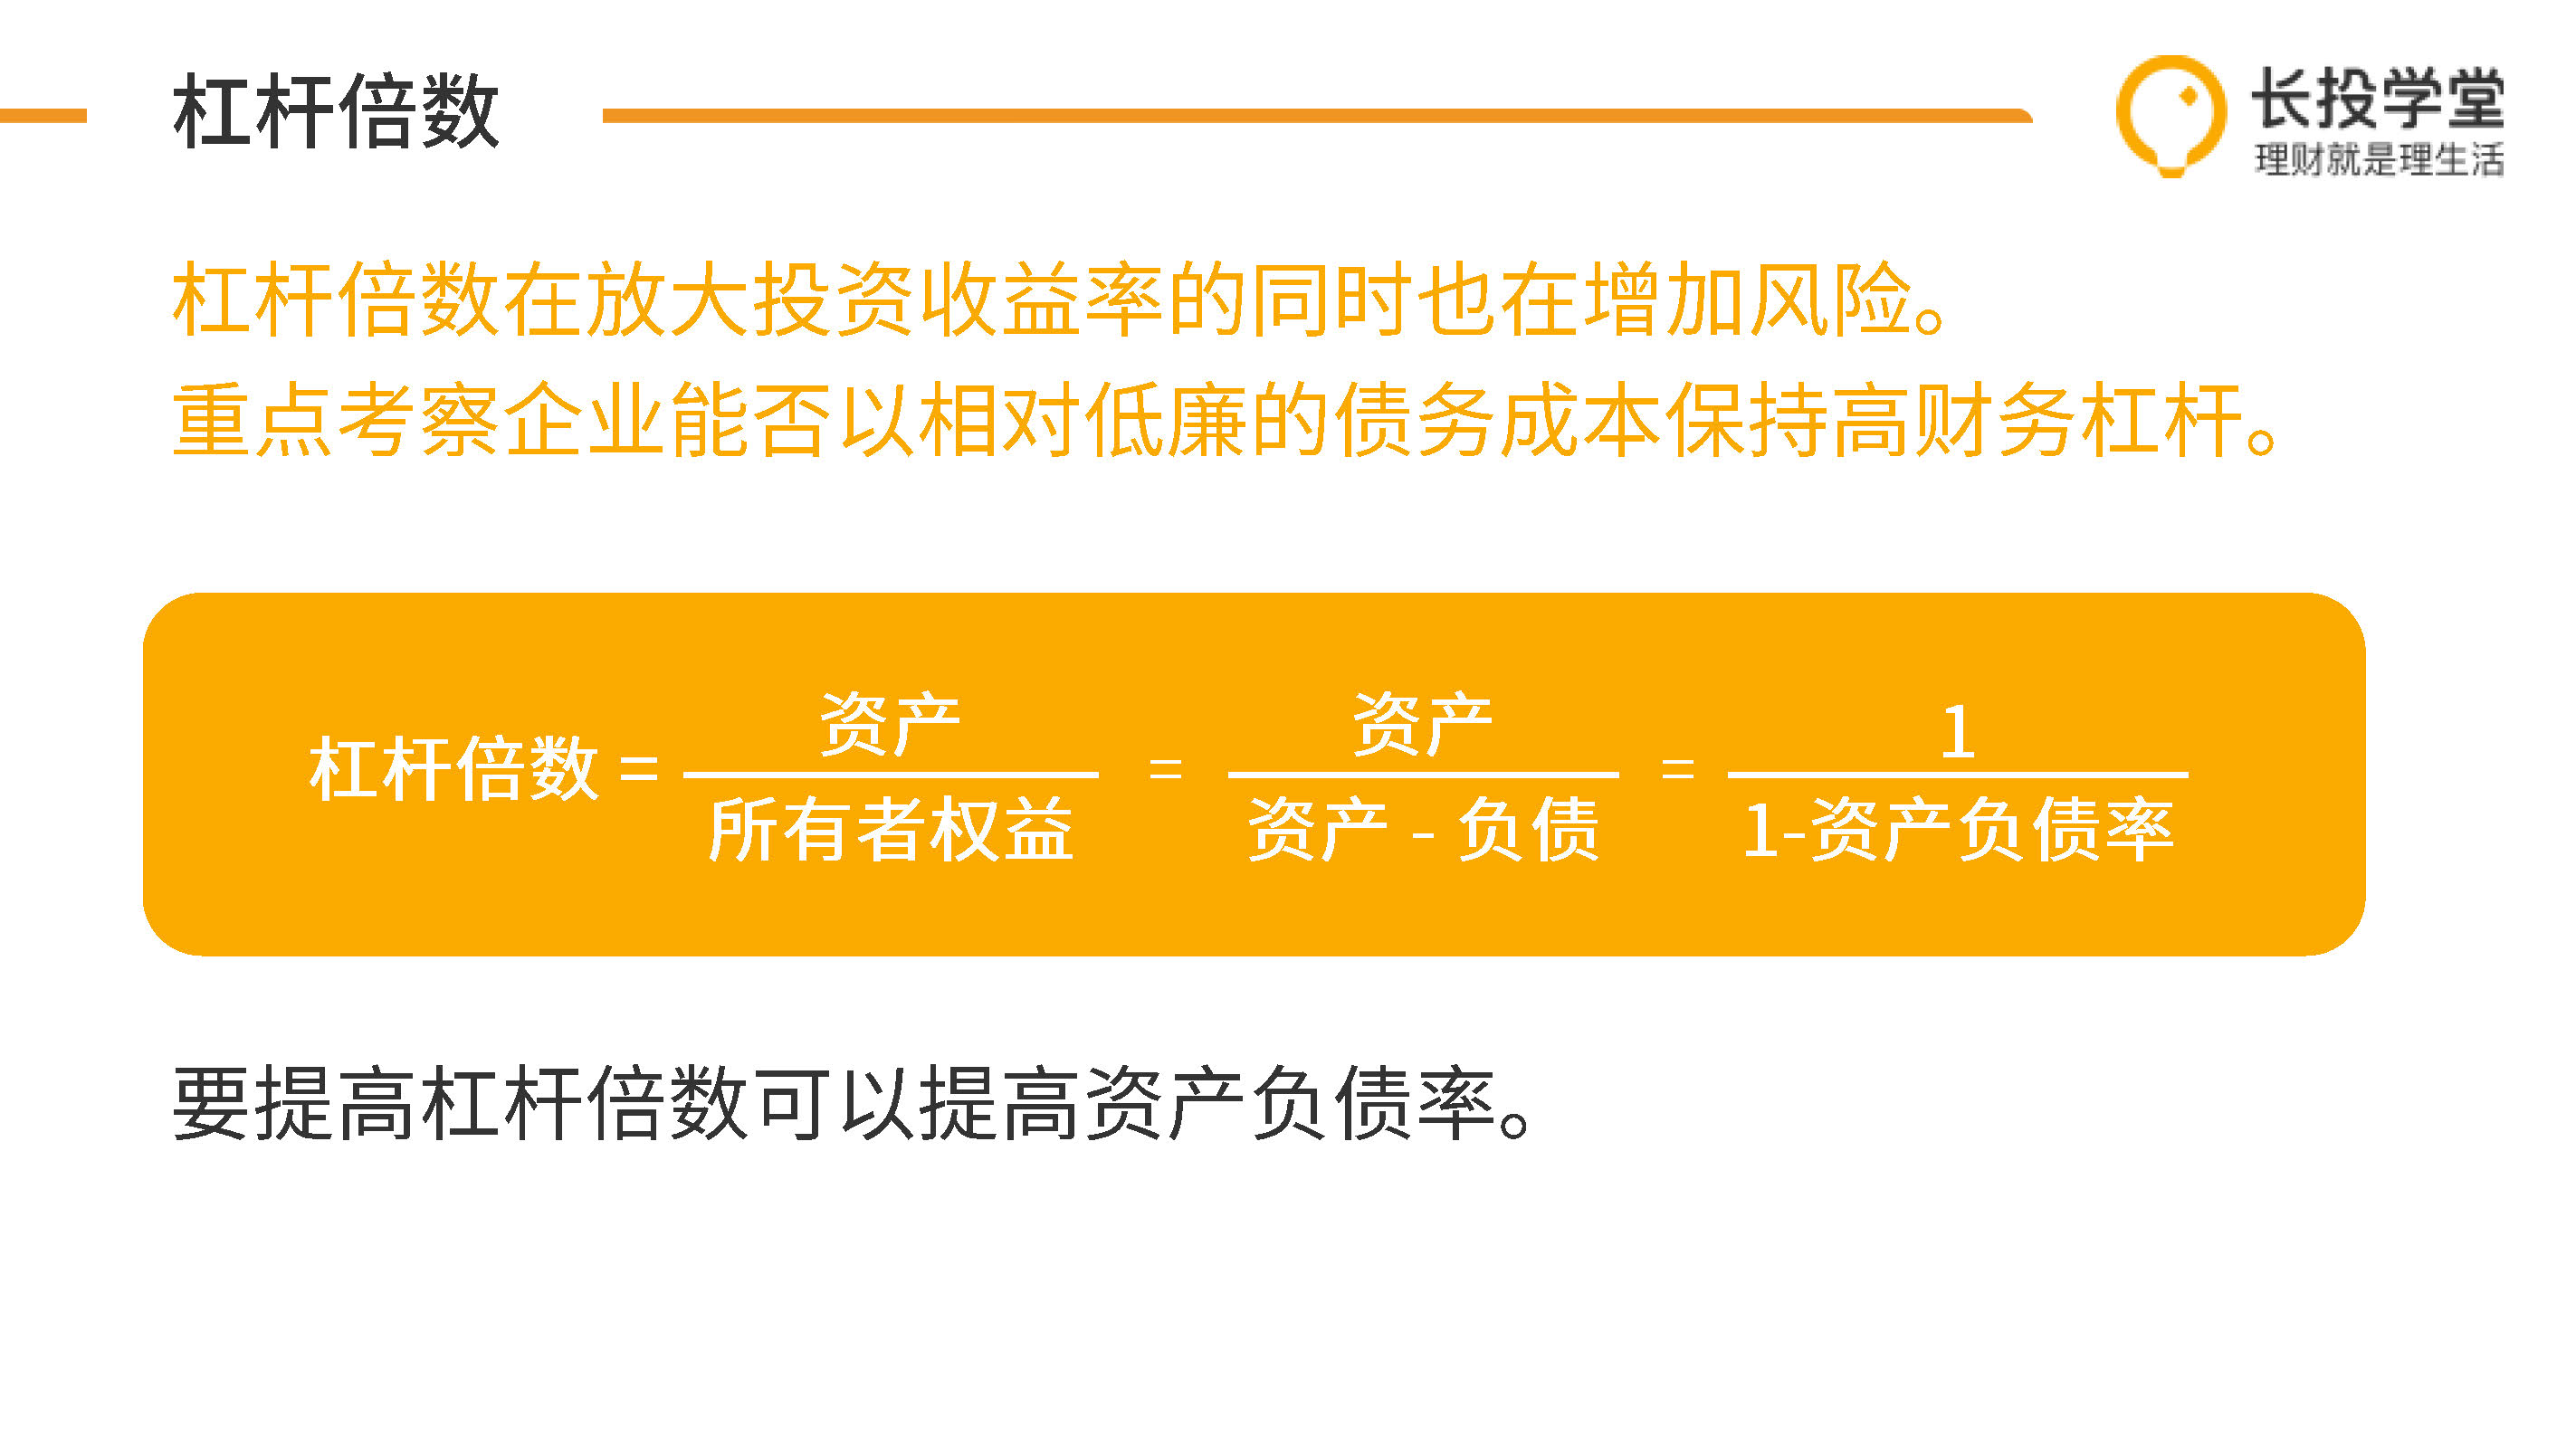 杠杆倍数
长投学堂
理财就是理生活
杠杆倍数在放大投资收益率的同时也在增加风险。
重点考察企业能否以相对低廉的债务成本保持高财务杠杆。
杠杆倍数 = 资产 / 所有者权益 = 资产 / 资产 - 负债 = 1 / 1-资产负债率
要提高杠杆倍数可以提高资产负债率。